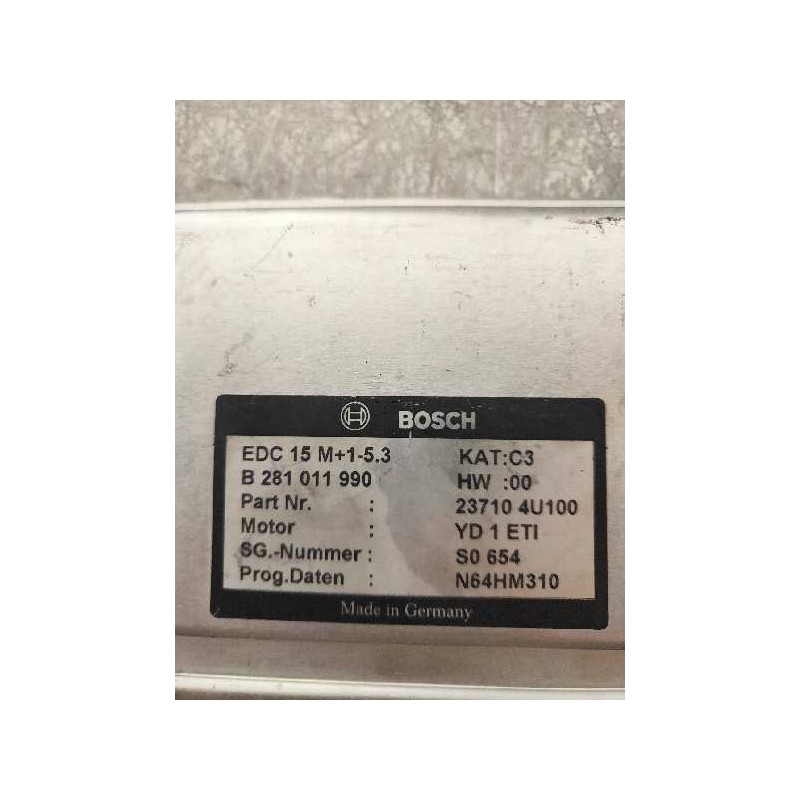 BOSCH
EDC 15 M+1-5.3 KAT:C3
B 281 011 990 HW :00
Part Nr. : 23710 4U100
Motor : YD 1 ETI
SG.-Nummer : S0 654
Prog.Daten : N64HM310
Made in Germany